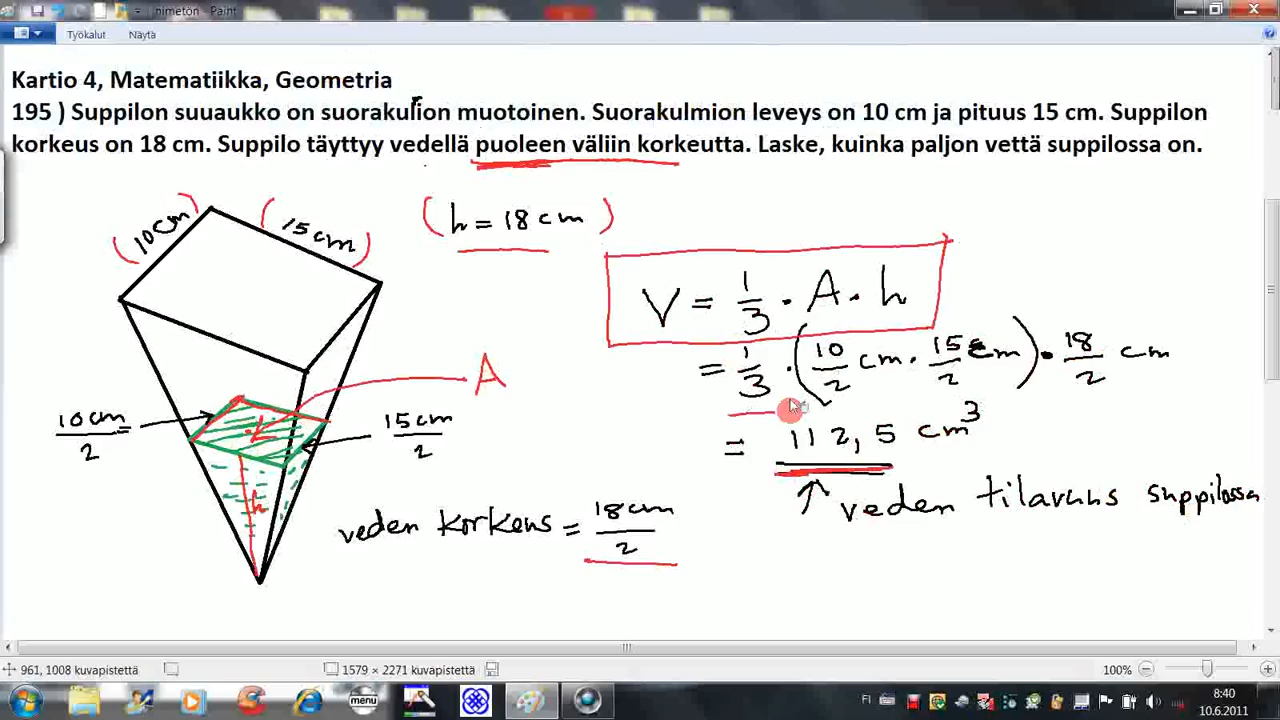 nimetön - Paint
Työkalut Näytä
Kartio 4, Matematiikka, Geometria
195 ) Suppilon suuaukko on suorakulion muotoinen. Suorakulmion leveys on 10 cm ja pituus 15 cm. Suppilon
korkeus on 18 cm. Suppilo täyttyy vedellä puoleen väliin korkeutta. Laske, kuinka paljon vettä suppilossa on.
10cm
15cm
(h = 18 cm)
V = 1/3 · A · h
= 1/3 · (10/2 cm · 15/2 cm) · 18/2 cm
A
10cm/2
15cm/2
= 112,5 cm³
h
veden korkeus = 18cm/2
veden tilavuus suppilossa
961, 1008 kuvapistettä 1579 × 2271 kuvapistettä 100%
menu FI 8:40
10.6.2011